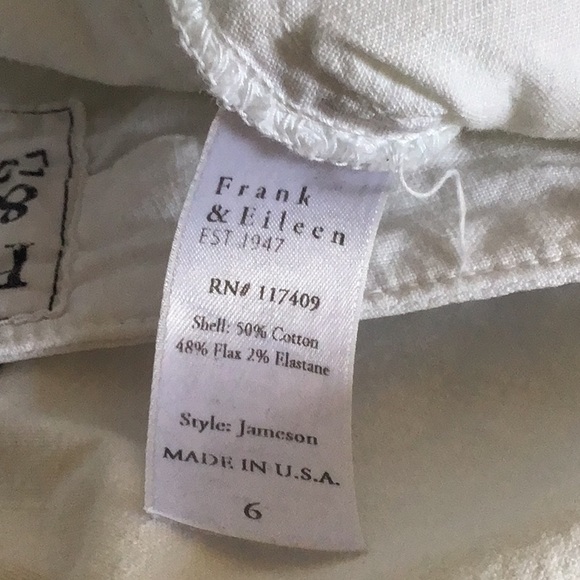 Frank
& Eileen
EST 1947
RN# 117409
Shell: 50% Cotton
48% Flax 2% Elastane
Style: Jameson
MADE IN U.S.A.
6